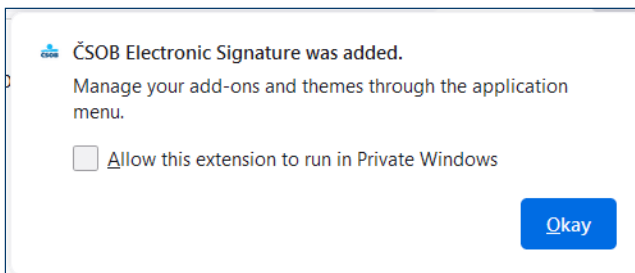 ČSOB Electronic Signature was added.
ČSOB
Manage your add-ons and themes through the application
menu.
Allow this extension to run in Private Windows
Okay